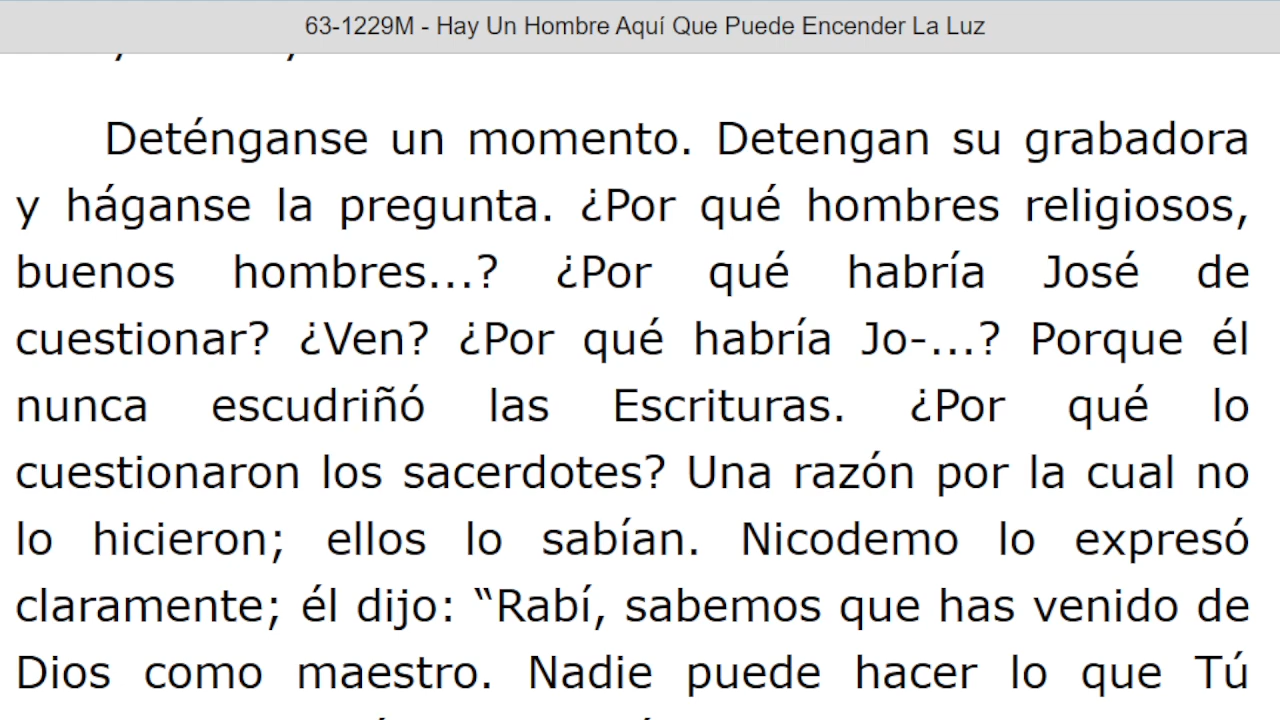 63-1229M - Hay Un Hombre Aquí Que Puede Encender La Luz
Deténganse un momento. Detengan su grabadora
y háganse la pregunta. ¿Por qué hombres religiosos,
buenos hombres...? ¿Por qué habría José de
cuestionar? ¿Ven? ¿Por qué habría Jo-...? Porque él
nunca escudriñó las Escrituras. ¿Por qué lo
cuestionaron los sacerdotes? Una razón por la cual no
lo hicieron; ellos lo sabían. Nicodemo lo expresó
claramente; él dijo: “Rabí, sabemos que has venido de
Dios como maestro. Nadie puede hacer lo que Tú